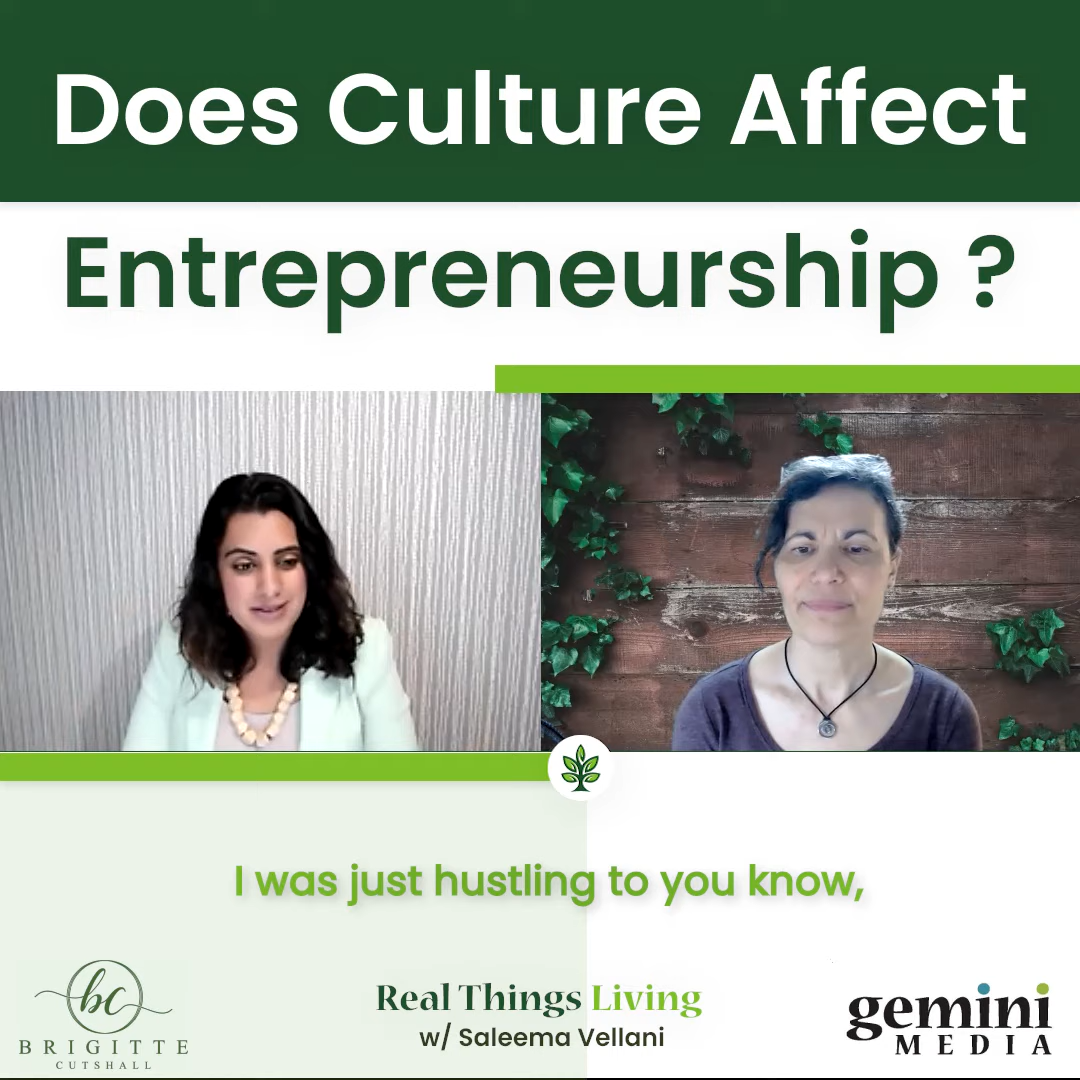 Does Culture Affect
Entrepreneurship ?
I was just hustling to you know,
bc
BRIGITTE
CUTSHALL
Real Things Living
w/ Saleema Vellani
gemini
MEDIA